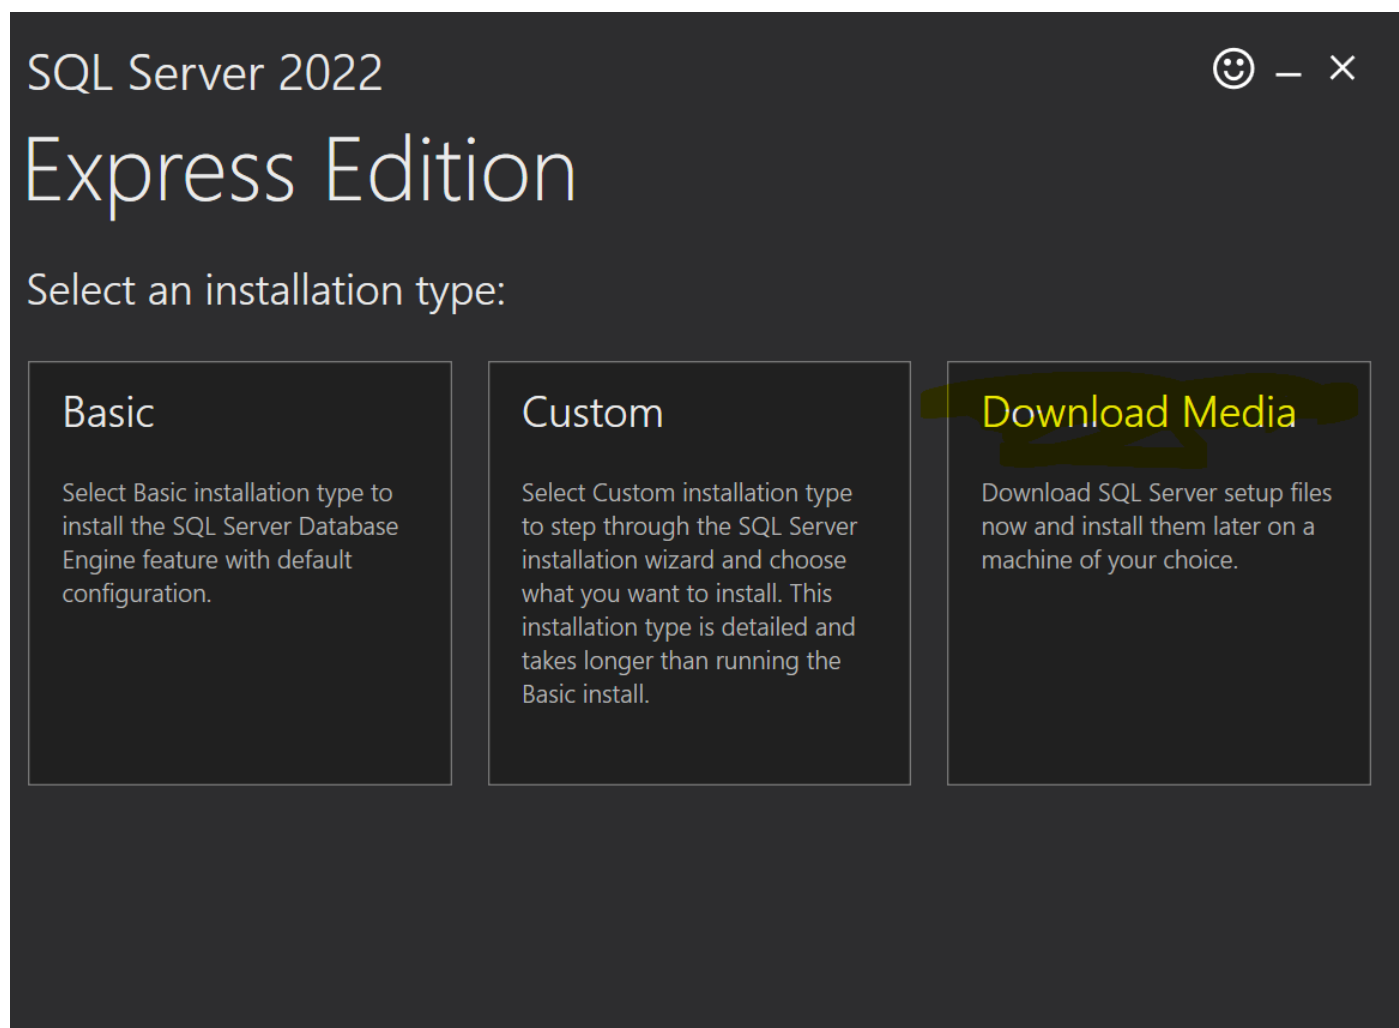 SQL Server 2022
Express Edition
Select an installation type:
Basic
Select Basic installation type to
install the SQL Server Database
Engine feature with default
configuration.
Custom
Select Custom installation type
to step through the SQL Server
installation wizard and choose
what you want to install. This
installation type is detailed and
takes longer than running the
Basic install.
Download Media
Download SQL Server setup files
now and install them later on a
machine of your choice.